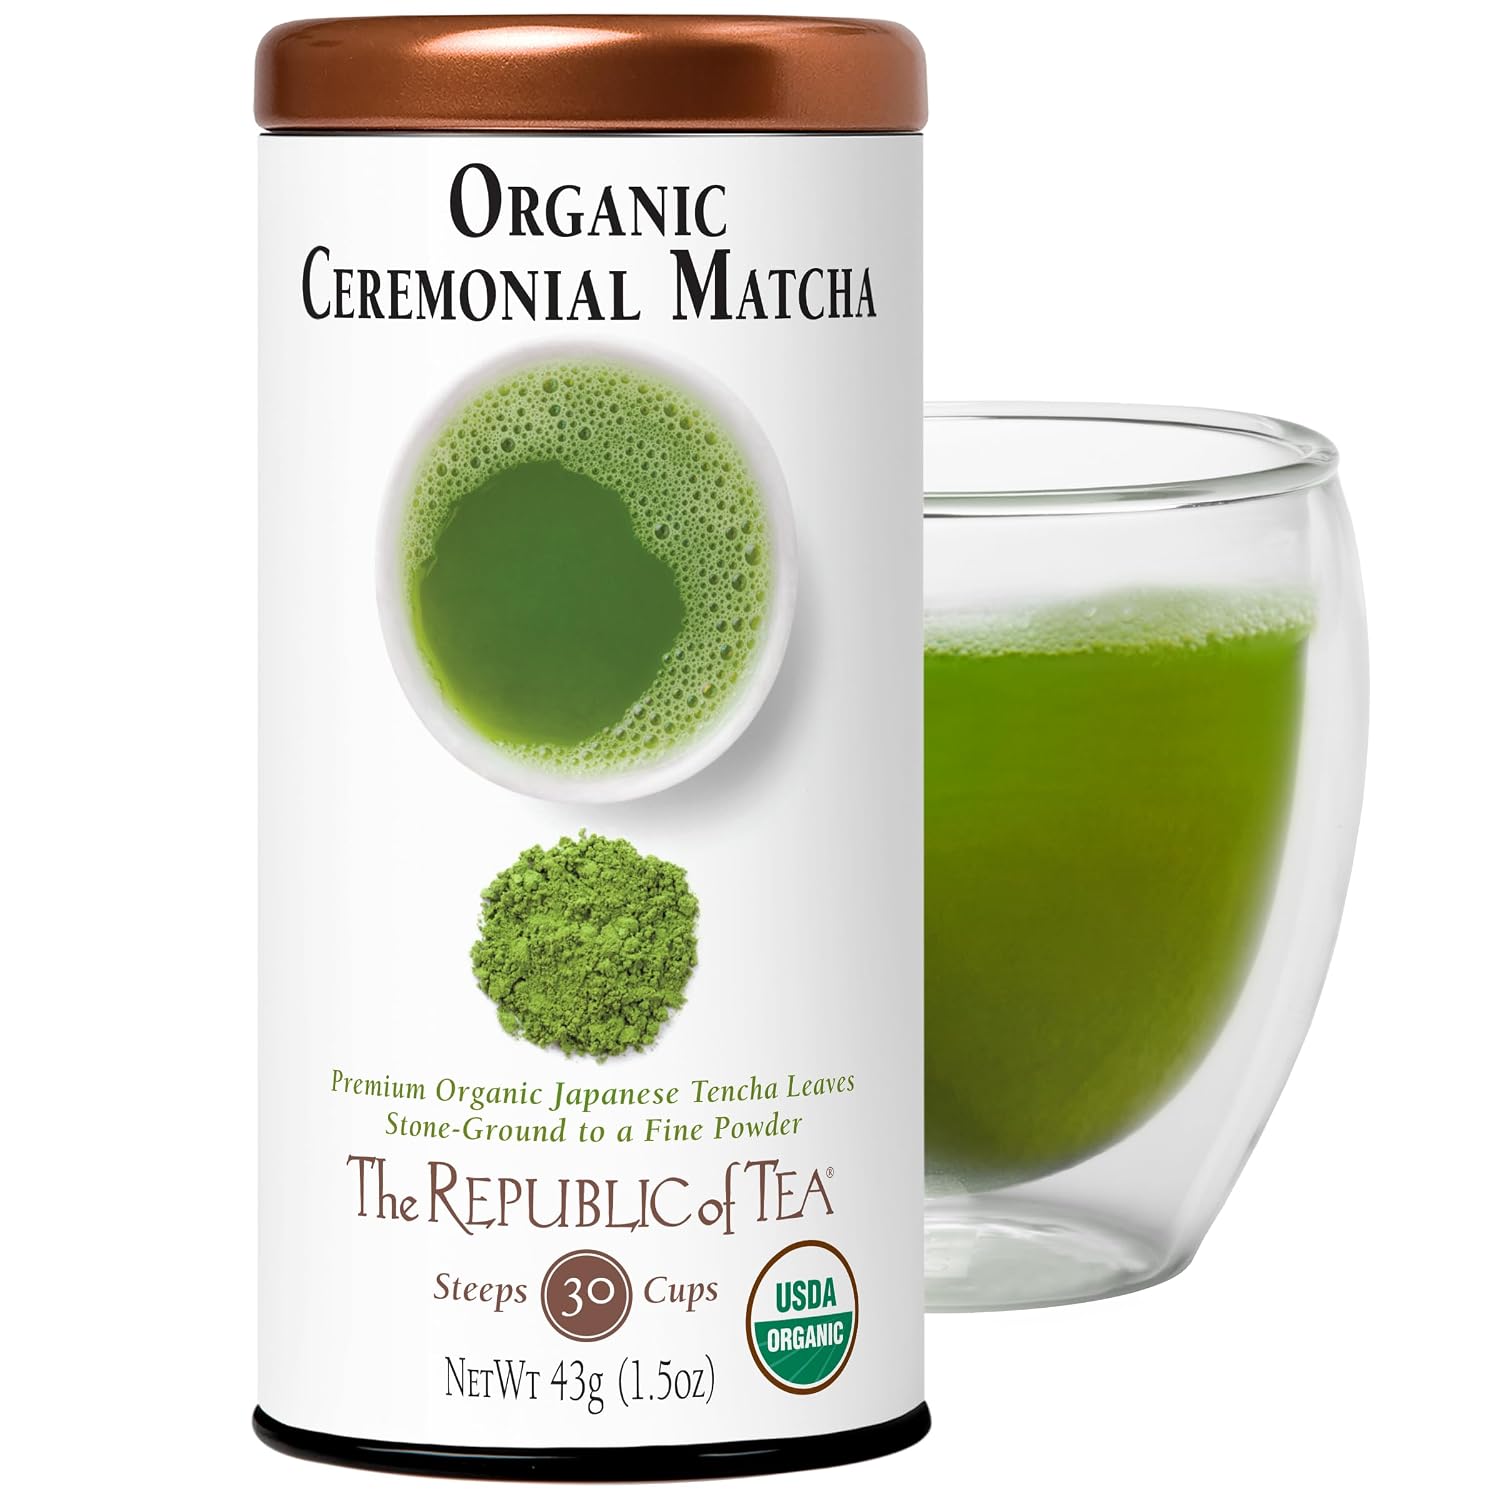 Organic
Ceremonial Matcha
Premium Organic Japanese Tencha Leaves
Stone-Ground to a Fine Powder
The Republic of Tea®
Steeps 30 Cups
USDA
ORGANIC
NetWt 43g (1.5oz)